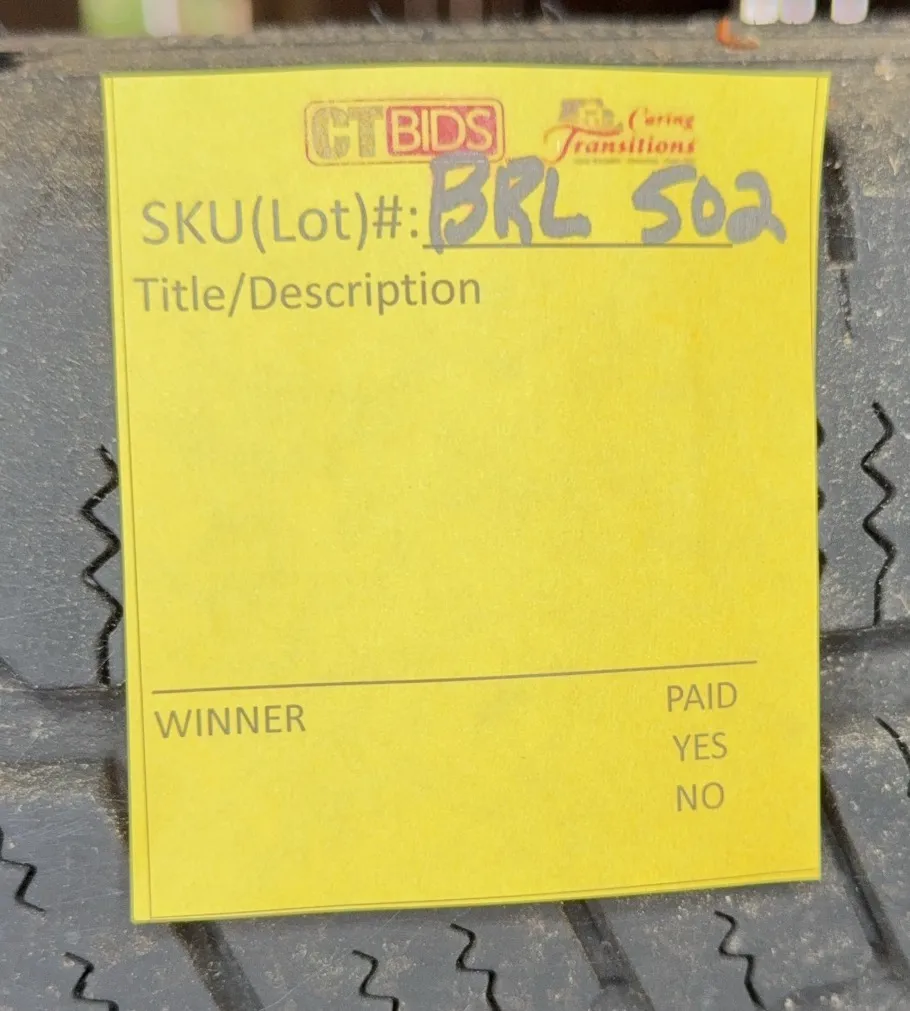 CTBIDS Caring Transitions
SKU(Lot)#: BRL 502
Title/Description
WINNER PAID
YES
NO